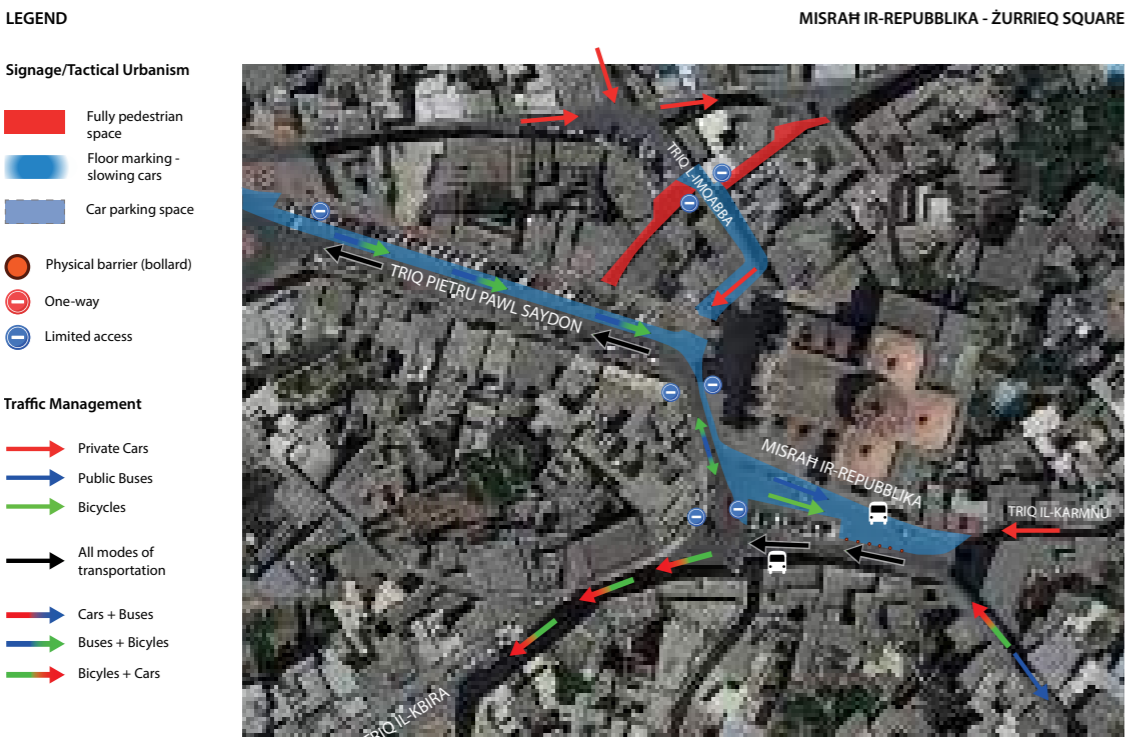 LEGEND
MISRAĦ IR-REPUBBLIKA - ŻURRIEQ SQUARE
Signage/Tactical Urbanism
Fully pedestrian
space
Floor marking -
slowing cars
Car parking space
Physical barrier (bollard)
One-way
Limited access
Traffic Management
Private Cars
Public Buses
Bicycles
All modes of
transportation
Cars + Buses
Buses + Bicyles
Bicyles + Cars
TRIQ L-IMQABBA
TRIQ PIETRU PAWL SAYDON
MISRAĦ IR-REPUBBLIKA
TRIQ IL-KARMNU
TRIQ IL-KBIRA